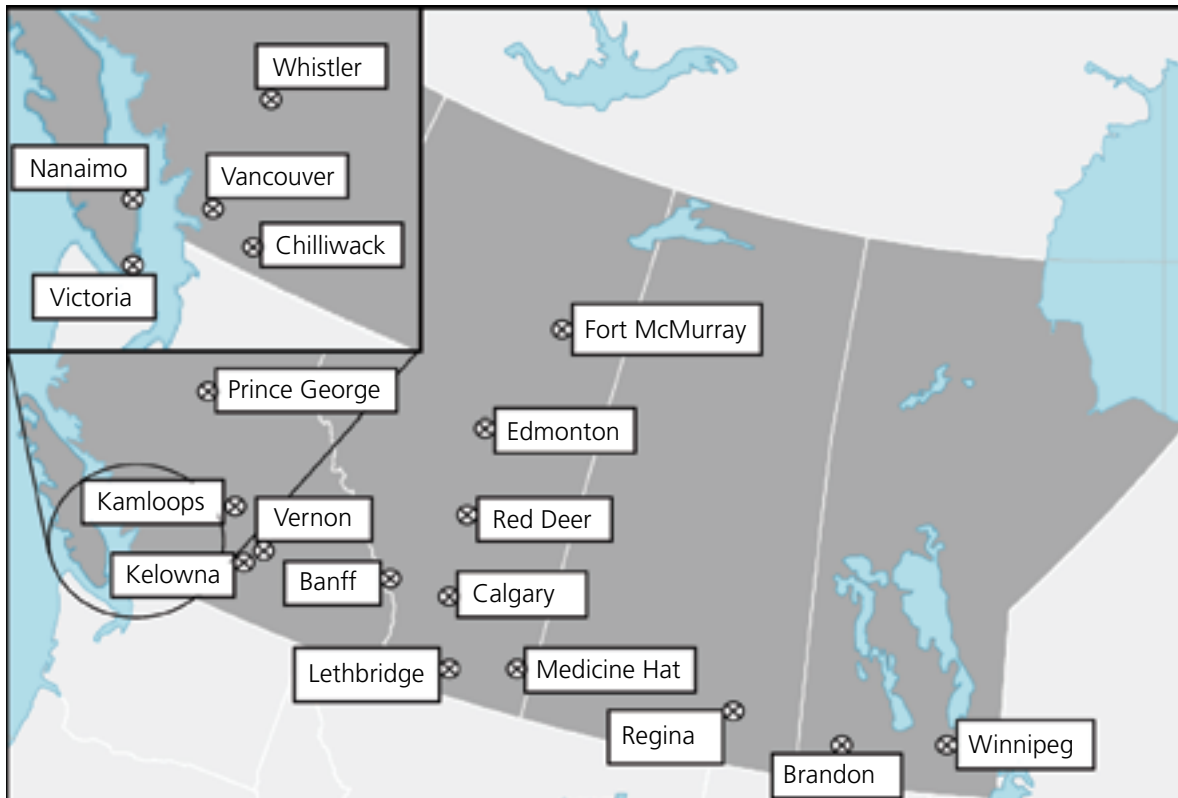 Whistler
Nanaimo
Vancouver
Chilliwack
Victoria
Fort McMurray
Prince George
Edmonton
Kamloops
Vernon
Red Deer
Kelowna
Banff
Calgary
Lethbridge
Medicine Hat
Regina
Winnipeg
Brandon